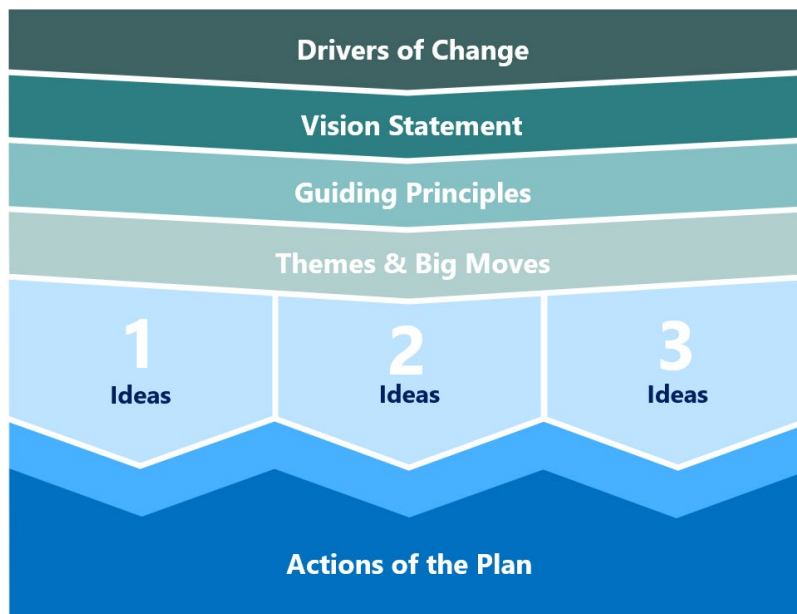 Drivers of Change
Vision Statement
Guiding Principles
Themes & Big Moves
1
Ideas
2
Ideas
3
Ideas
Actions of the Plan